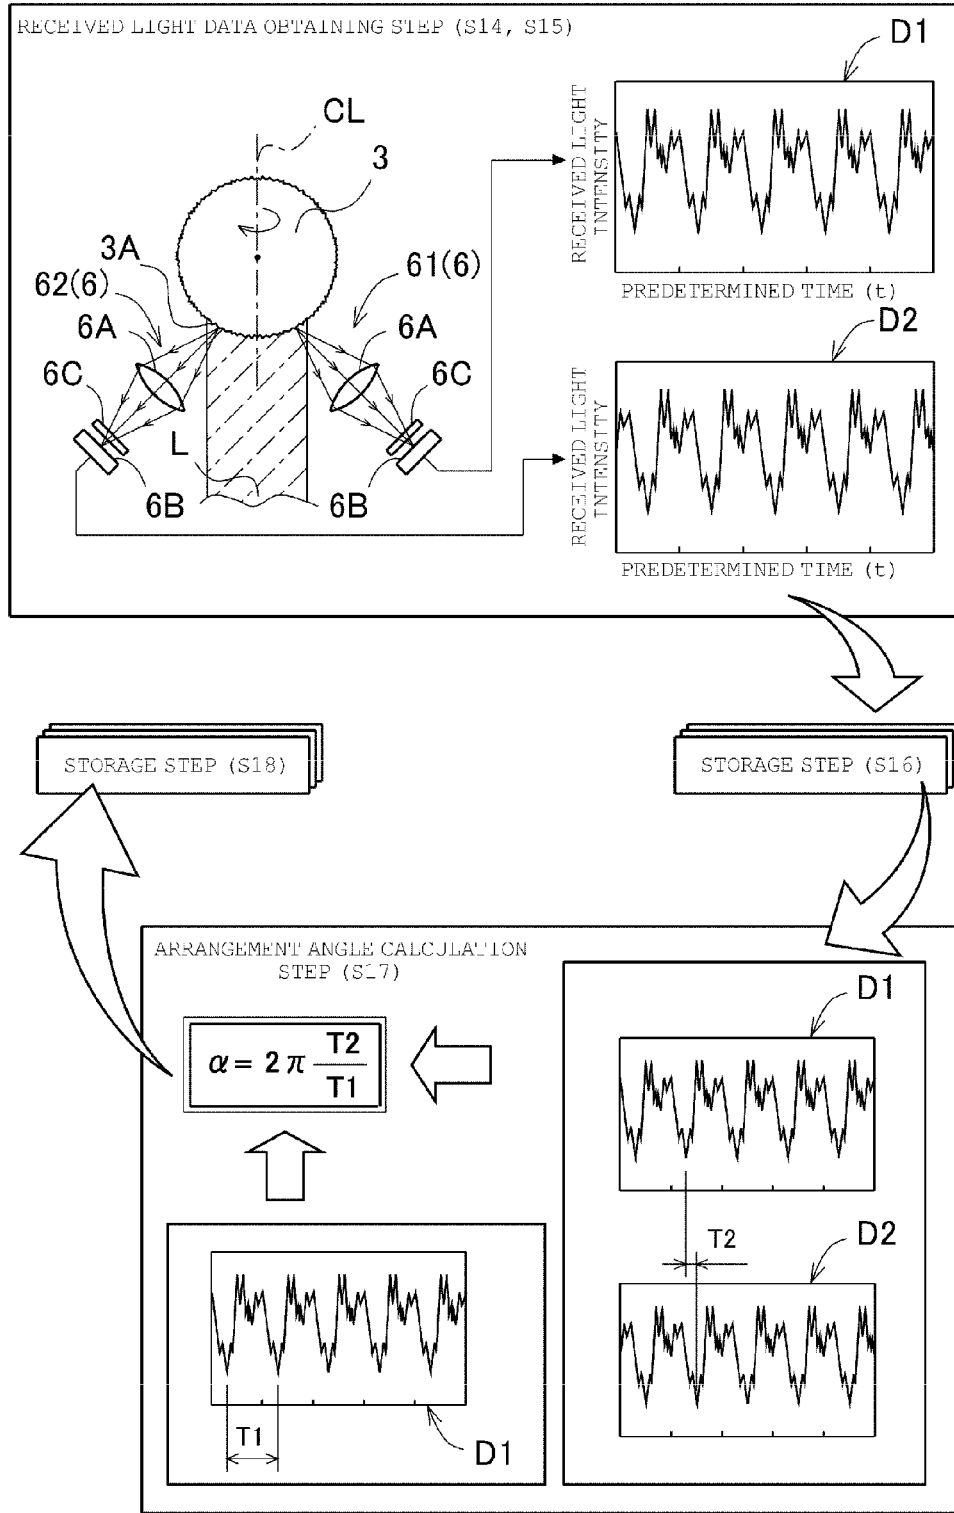 RECEIVED LIGHT DATA OBTAINING STEP (S14, S15)
D1
CL
3
3A
62(6)
61(6)
6A
6A
6C
6C
L
6B
6B
RECEIVED LIGHT
INTENSITY
PREDETERMINED TIME (t)
D2
RECEIVED LIGHT
INTENSITY
PREDETERMINED TIME (t)
STORAGE STEP (S18)
STORAGE STEP (S16)
ARRANGEMENT ANGLE CALCULATION
STEP (S17)
α = 2π T2/T1
D1
T2
D2
T1
D1